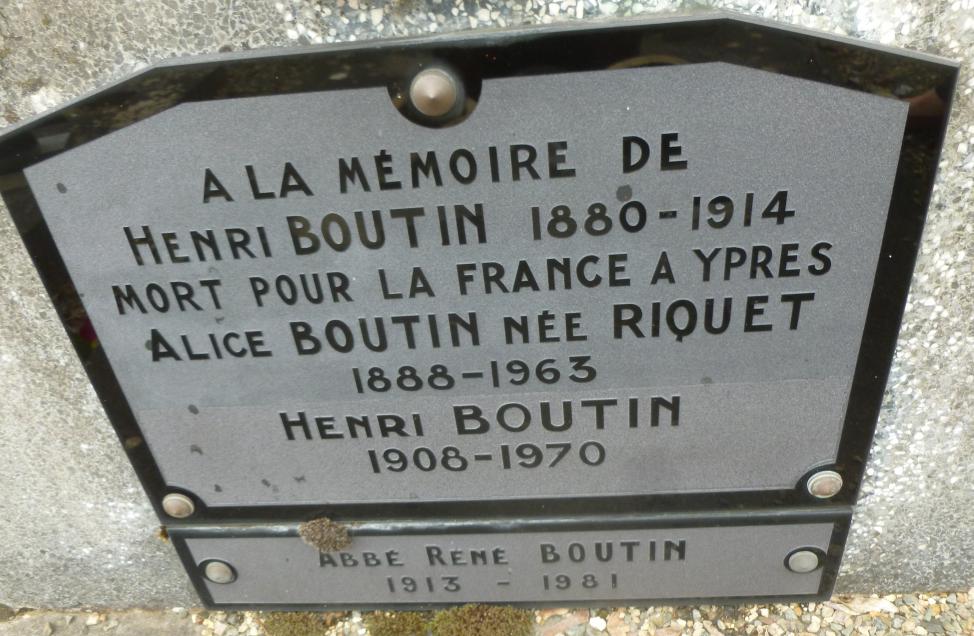 A LA MÉMOIRE DE
HENRI BOUTIN 1880-1914
MORT POUR LA FRANCE A YPRES
ALICE BOUTIN NÉE RIQUET
1888-1963
HENRI BOUTIN
1908-1970
ABBÉ RENÉ BOUTIN
1913 - 1981